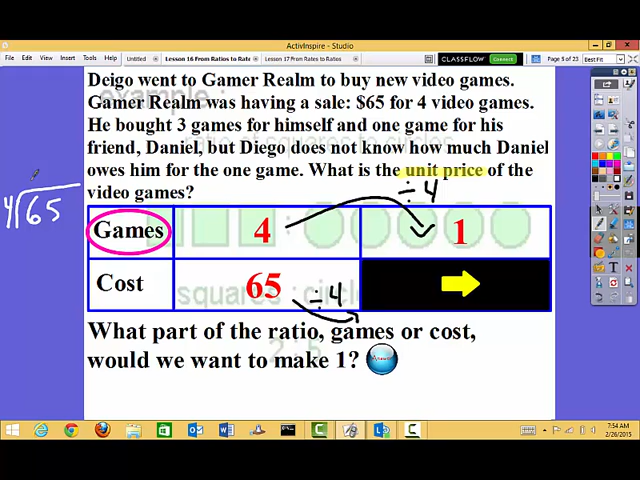 ActivInspire - Studio
File Edit View Insert Tools Help Untitled Lesson 16 From Ratios to Rate Lesson 17 From Rates to Ratios CLASSFLOW Connect Page 5 of 23 Best Fit
Deigo went to Gamer Realm to buy new video games.
Gamer Realm was having a sale: $65 for 4 video games.
He bought 3 games for himself and one game for his
friend, Daniel, but Diego does not know how much Daniel
owes him for the one game. What is the unit price of the
video games?
÷ 4
4 65
Games 4 1
Cost 65
÷ 4
squares : circle
What part of the ratio, games or cost,
would we want to make 1?
7:54 AM
2/26/2015